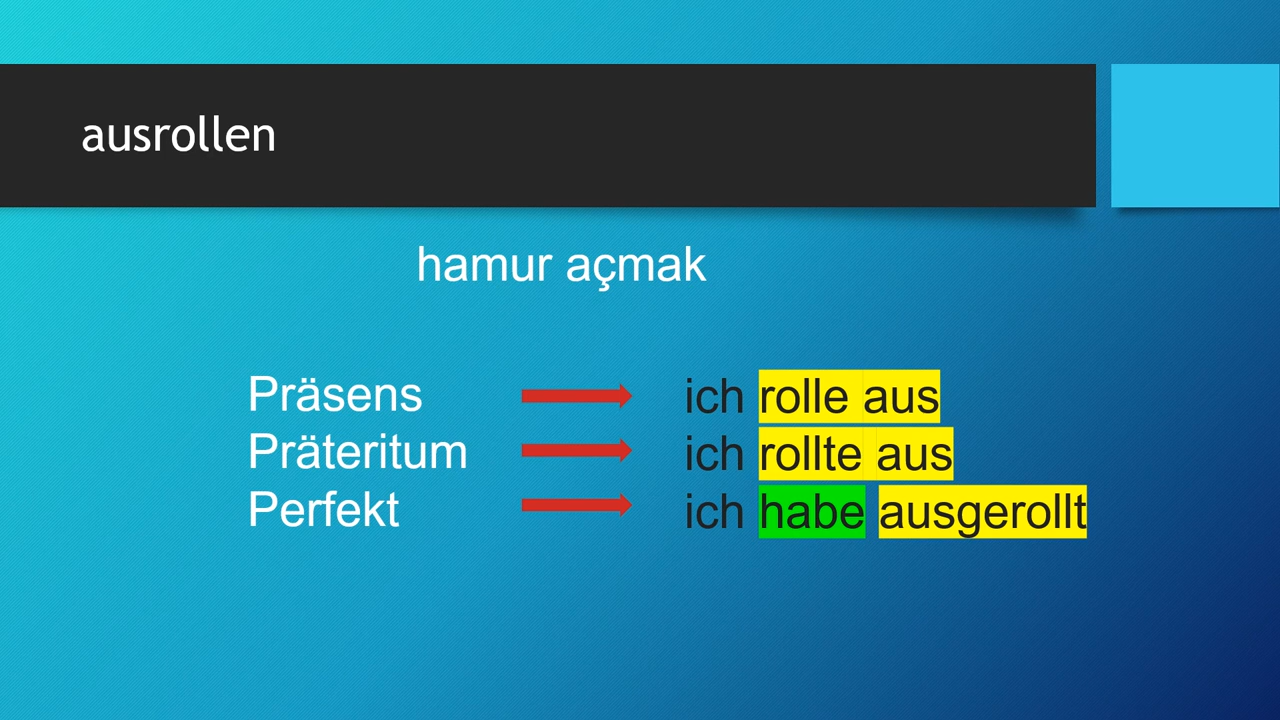 ausrollen
hamur açmak
Präsens ich rolle aus
Präteritum ich rollte aus
Perfekt ich habe ausgerollt